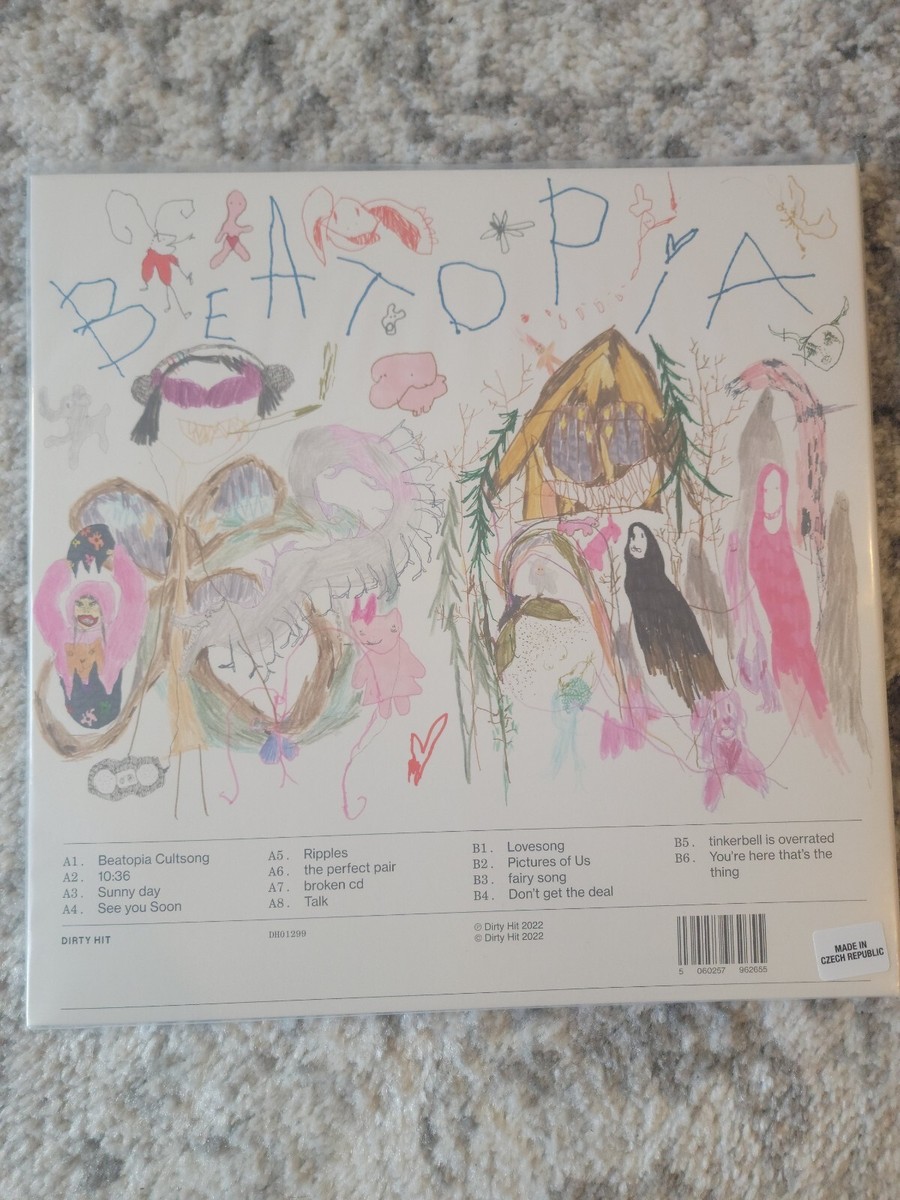 BEATOPiA
A1. Beatopia Cultsong
A2. 10:36
A3. Sunny day
A4. See you Soon
A5. Ripples
A6. the perfect pair
A7. broken cd
A8. Talk
B1. Lovesong
B2. Pictures of Us
B3. fairy song
B4. Don't get the deal
B5. tinkerbell is overrated
B6. You're here that's the
thing
DIRTY HIT
DH01299
℗ Dirty Hit 2022
© Dirty Hit 2022
5 060257 962655
MADE IN
CZECH REPUBLIC